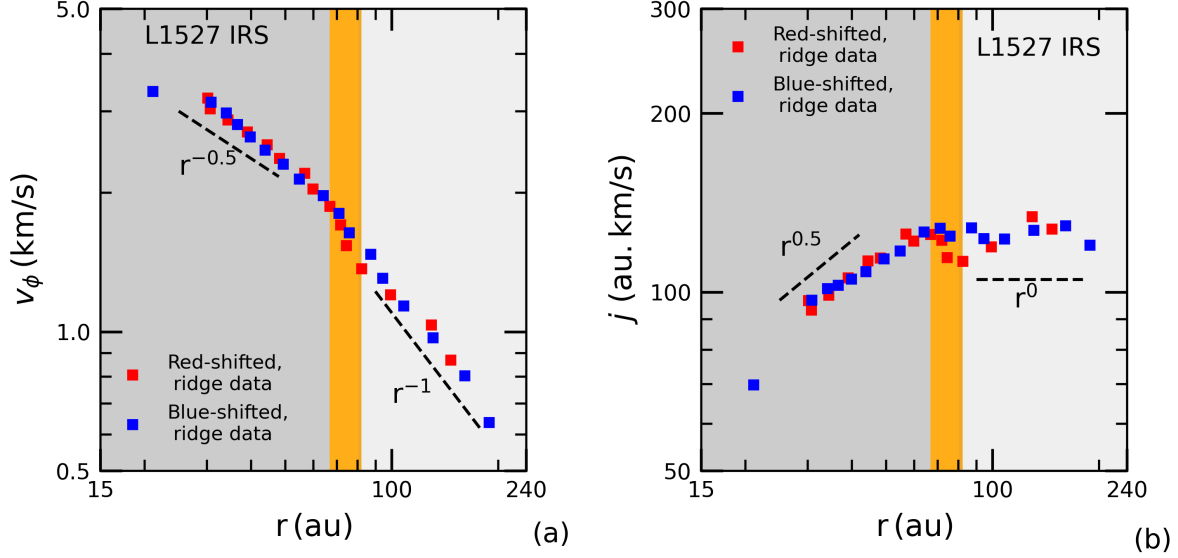 5.0
1.0
0.5
v_ϕ (km/s)
L1527 IRS
r^−0.5
r^−1
Red-shifted,
ridge data
Blue-shifted,
ridge data
15
100
240
r (au)
(a)
300
200
100
50
j (au. km/s)
Red-shifted,
ridge data
Blue-shifted,
ridge data
L1527 IRS
r^0.5
r^0
15
100
240
r (au)
(b)